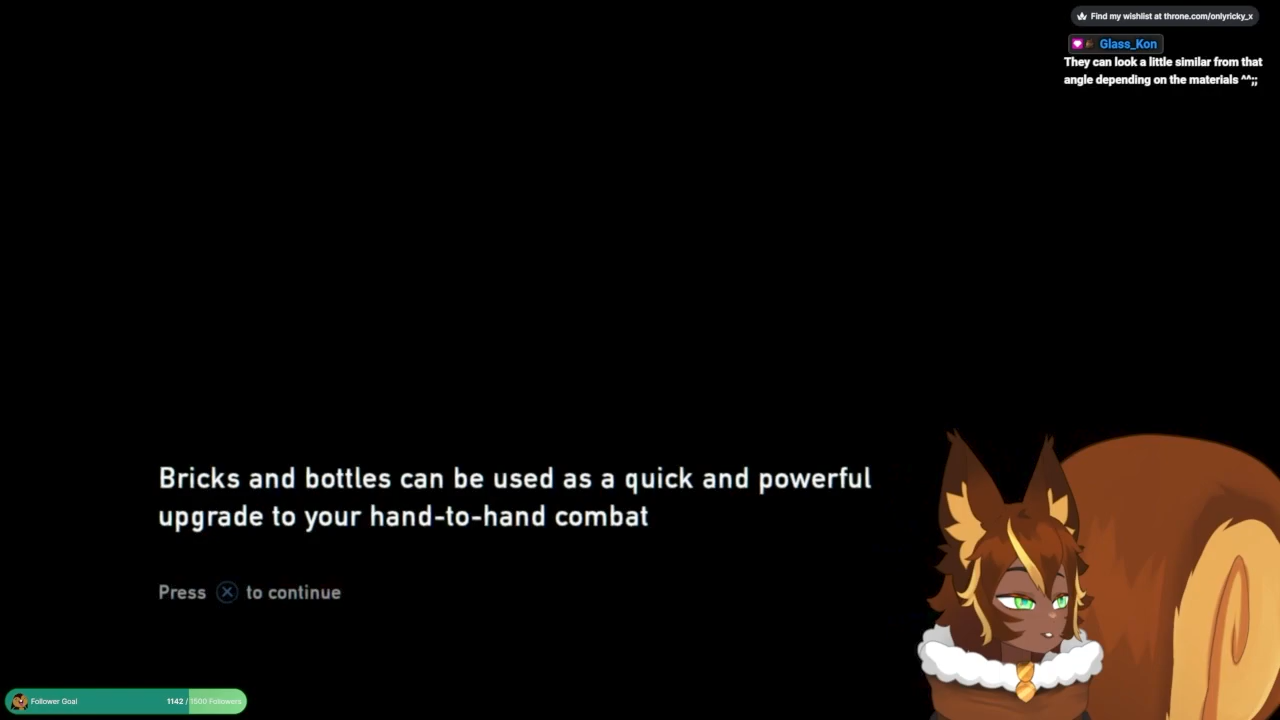 Find my wishlist at throne.com/onlyricky_x
Glass_Kon
They can look a little similar from that
angle depending on the materials ^^;;
Bricks and bottles can be used as a quick and powerful
upgrade to your hand-to-hand combat
Press ⓧ to continue
Follower Goal 1142 / 1500 Followers